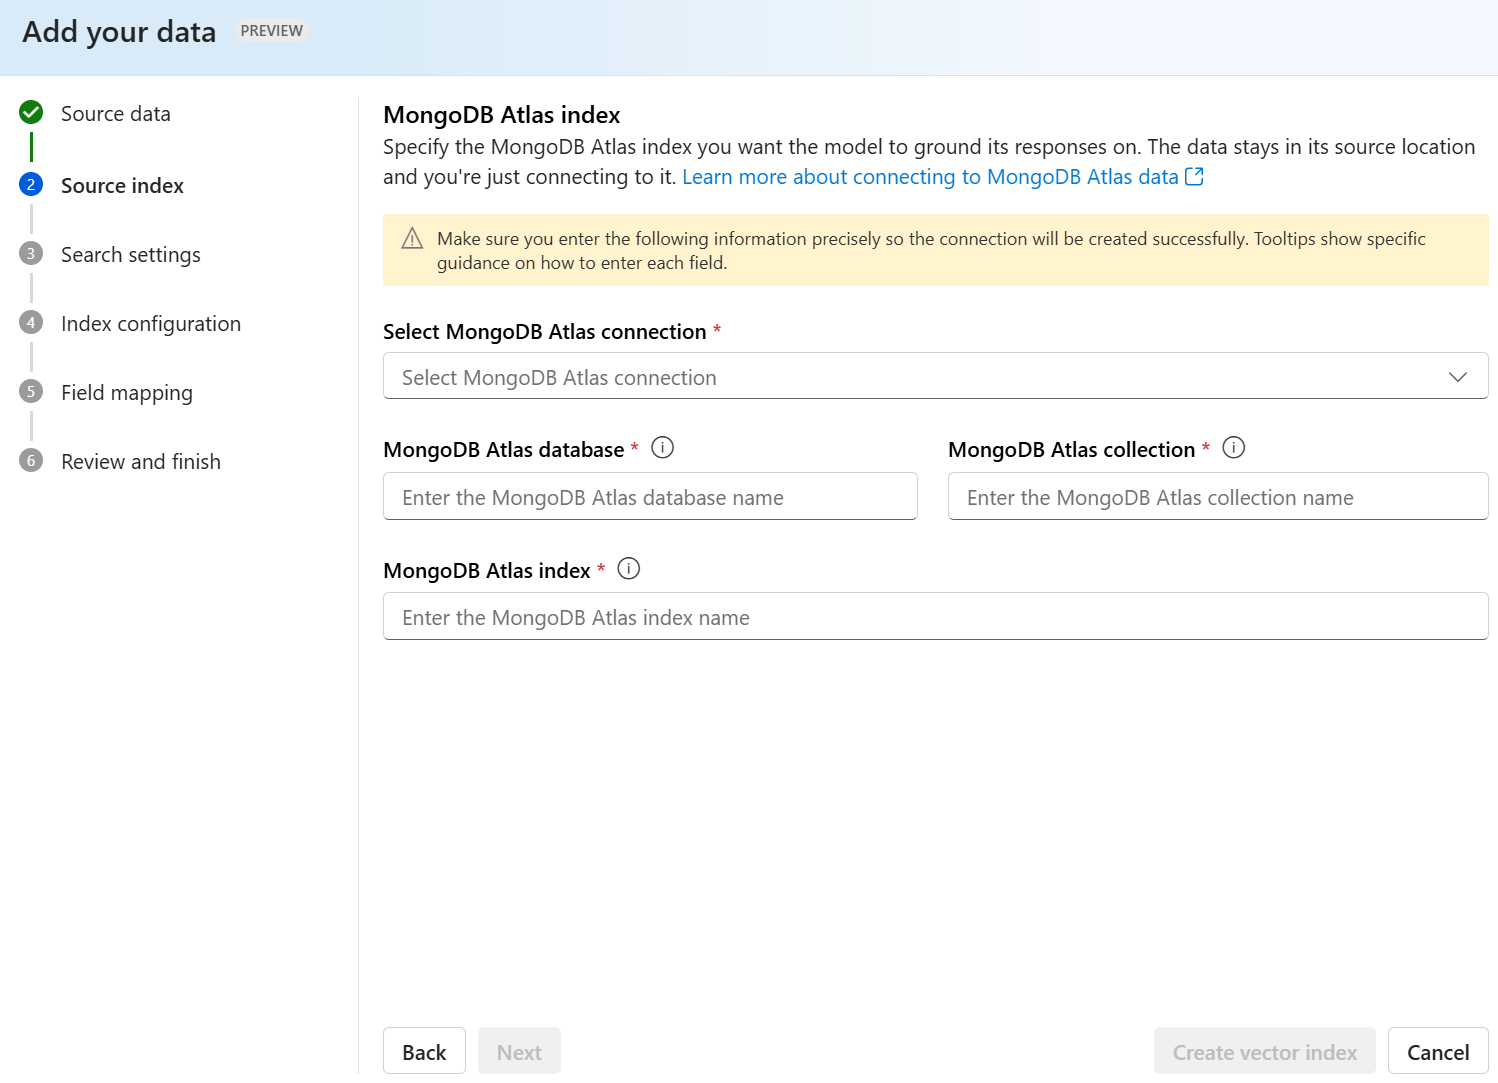 Add your data PREVIEW
Source data
2 Source index
3 Search settings
4 Index configuration
5 Field mapping
6 Review and finish
MongoDB Atlas index
Specify the MongoDB Atlas index you want the model to ground its responses on. The data stays in its source location
and you're just connecting to it. Learn more about connecting to MongoDB Atlas data
Make sure you enter the following information precisely so the connection will be created successfully. Tooltips show specific
guidance on how to enter each field.
Select MongoDB Atlas connection *
Select MongoDB Atlas connection
MongoDB Atlas database *
Enter the MongoDB Atlas database name
MongoDB Atlas collection *
Enter the MongoDB Atlas collection name
MongoDB Atlas index *
Enter the MongoDB Atlas index name
Back Next Create vector index Cancel